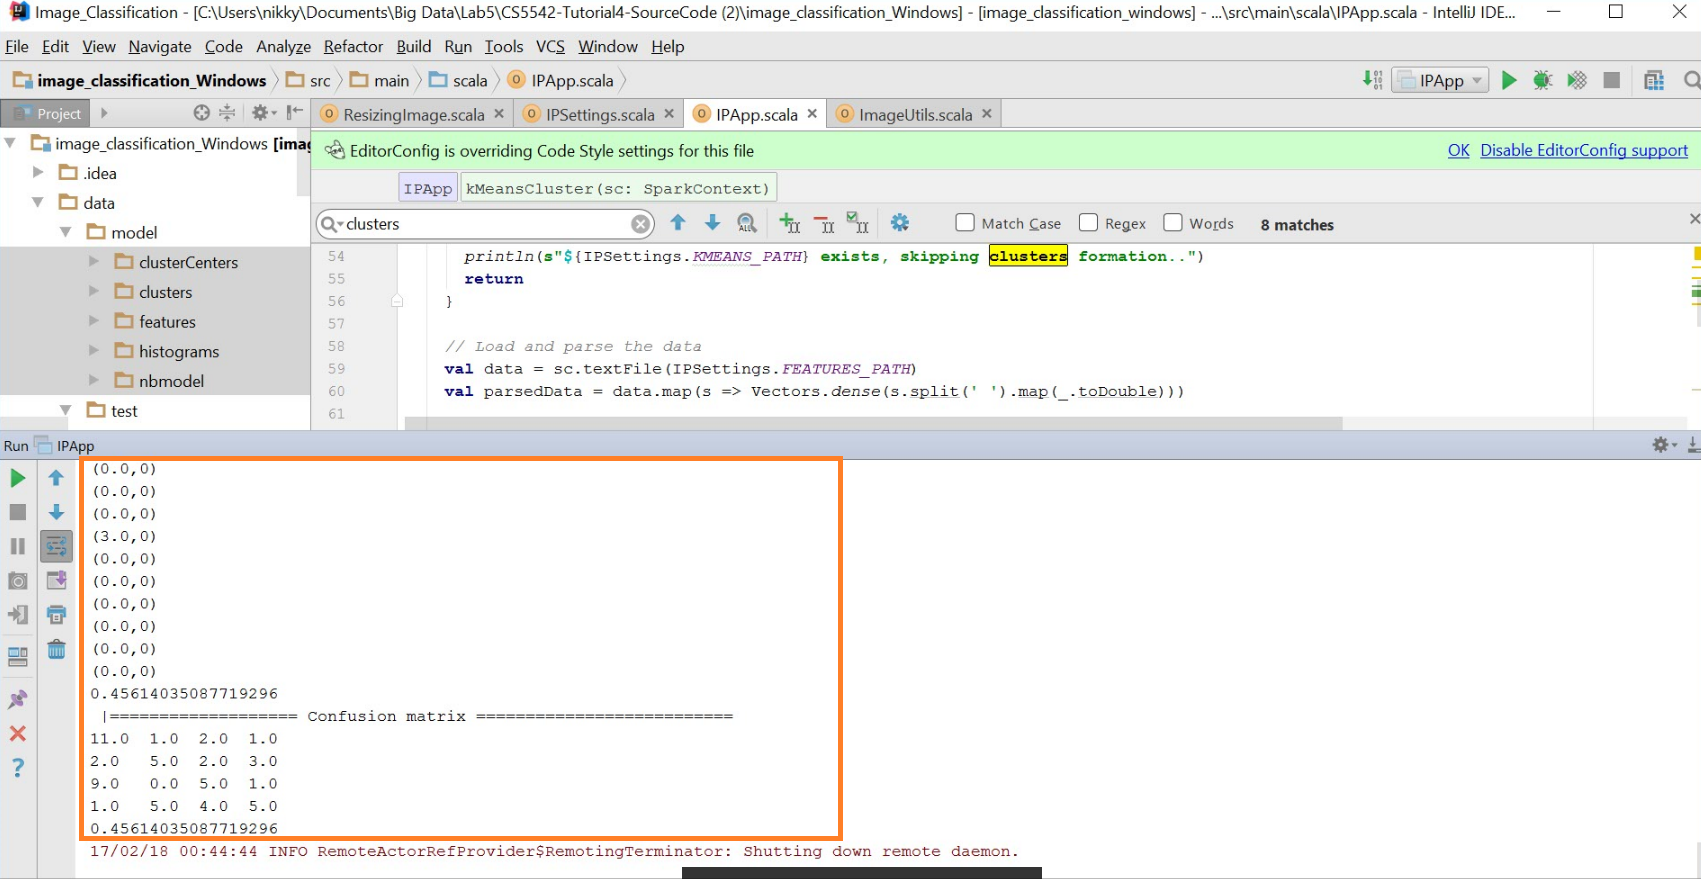 Image_Classification - [C:\Users\nikky\Documents\Big Data\Lab5\CS5542-Tutorial4-SourceCode (2)\image_classification_Windows] - [image_classification_windows] - ...\src\main\scala\IPApp.scala - IntelliJ IDE...
File Edit View Navigate Code Analyze Refactor Build Run Tools VCS Window Help
image_classification_Windows src main scala IPApp.scala IPApp
Project ResizingImage.scala IPSettings.scala IPApp.scala ImageUtils.scala
image_classification_Windows [imag
EditorConfig is overriding Code Style settings for this file OK Disable EditorConfig support
.idea
data
model
clusterCenters
clusters
features
histograms
nbmodel
test
IPApp kMeansCluster(sc: SparkContext)
clusters Match Case Regex Words 8 matches
54 println(s"${IPSettings.KMEANS_PATH} exists, skipping clusters formation..")
55 return
56 }
57
58 // Load and parse the data
59 val data = sc.textFile(IPSettings.FEATURES_PATH)
60 val parsedData = data.map(s => Vectors.dense(s.split(' ').map(_.toDouble)))
61
Run IPApp
(0.0,0)
(0.0,0)
(0.0,0)
(3.0,0)
(0.0,0)
(0.0,0)
(0.0,0)
(0.0,0)
(0.0,0)
(0.0,0)
0.45614035087719296
|=================== Confusion matrix ==========================
11.0 1.0 2.0 1.0
2.0 5.0 2.0 3.0
9.0 0.0 5.0 1.0
1.0 5.0 4.0 5.0
0.45614035087719296
17/02/18 00:44:44 INFO RemoteActorRefProvider$RemotingTerminator: Shutting down remote daemon.